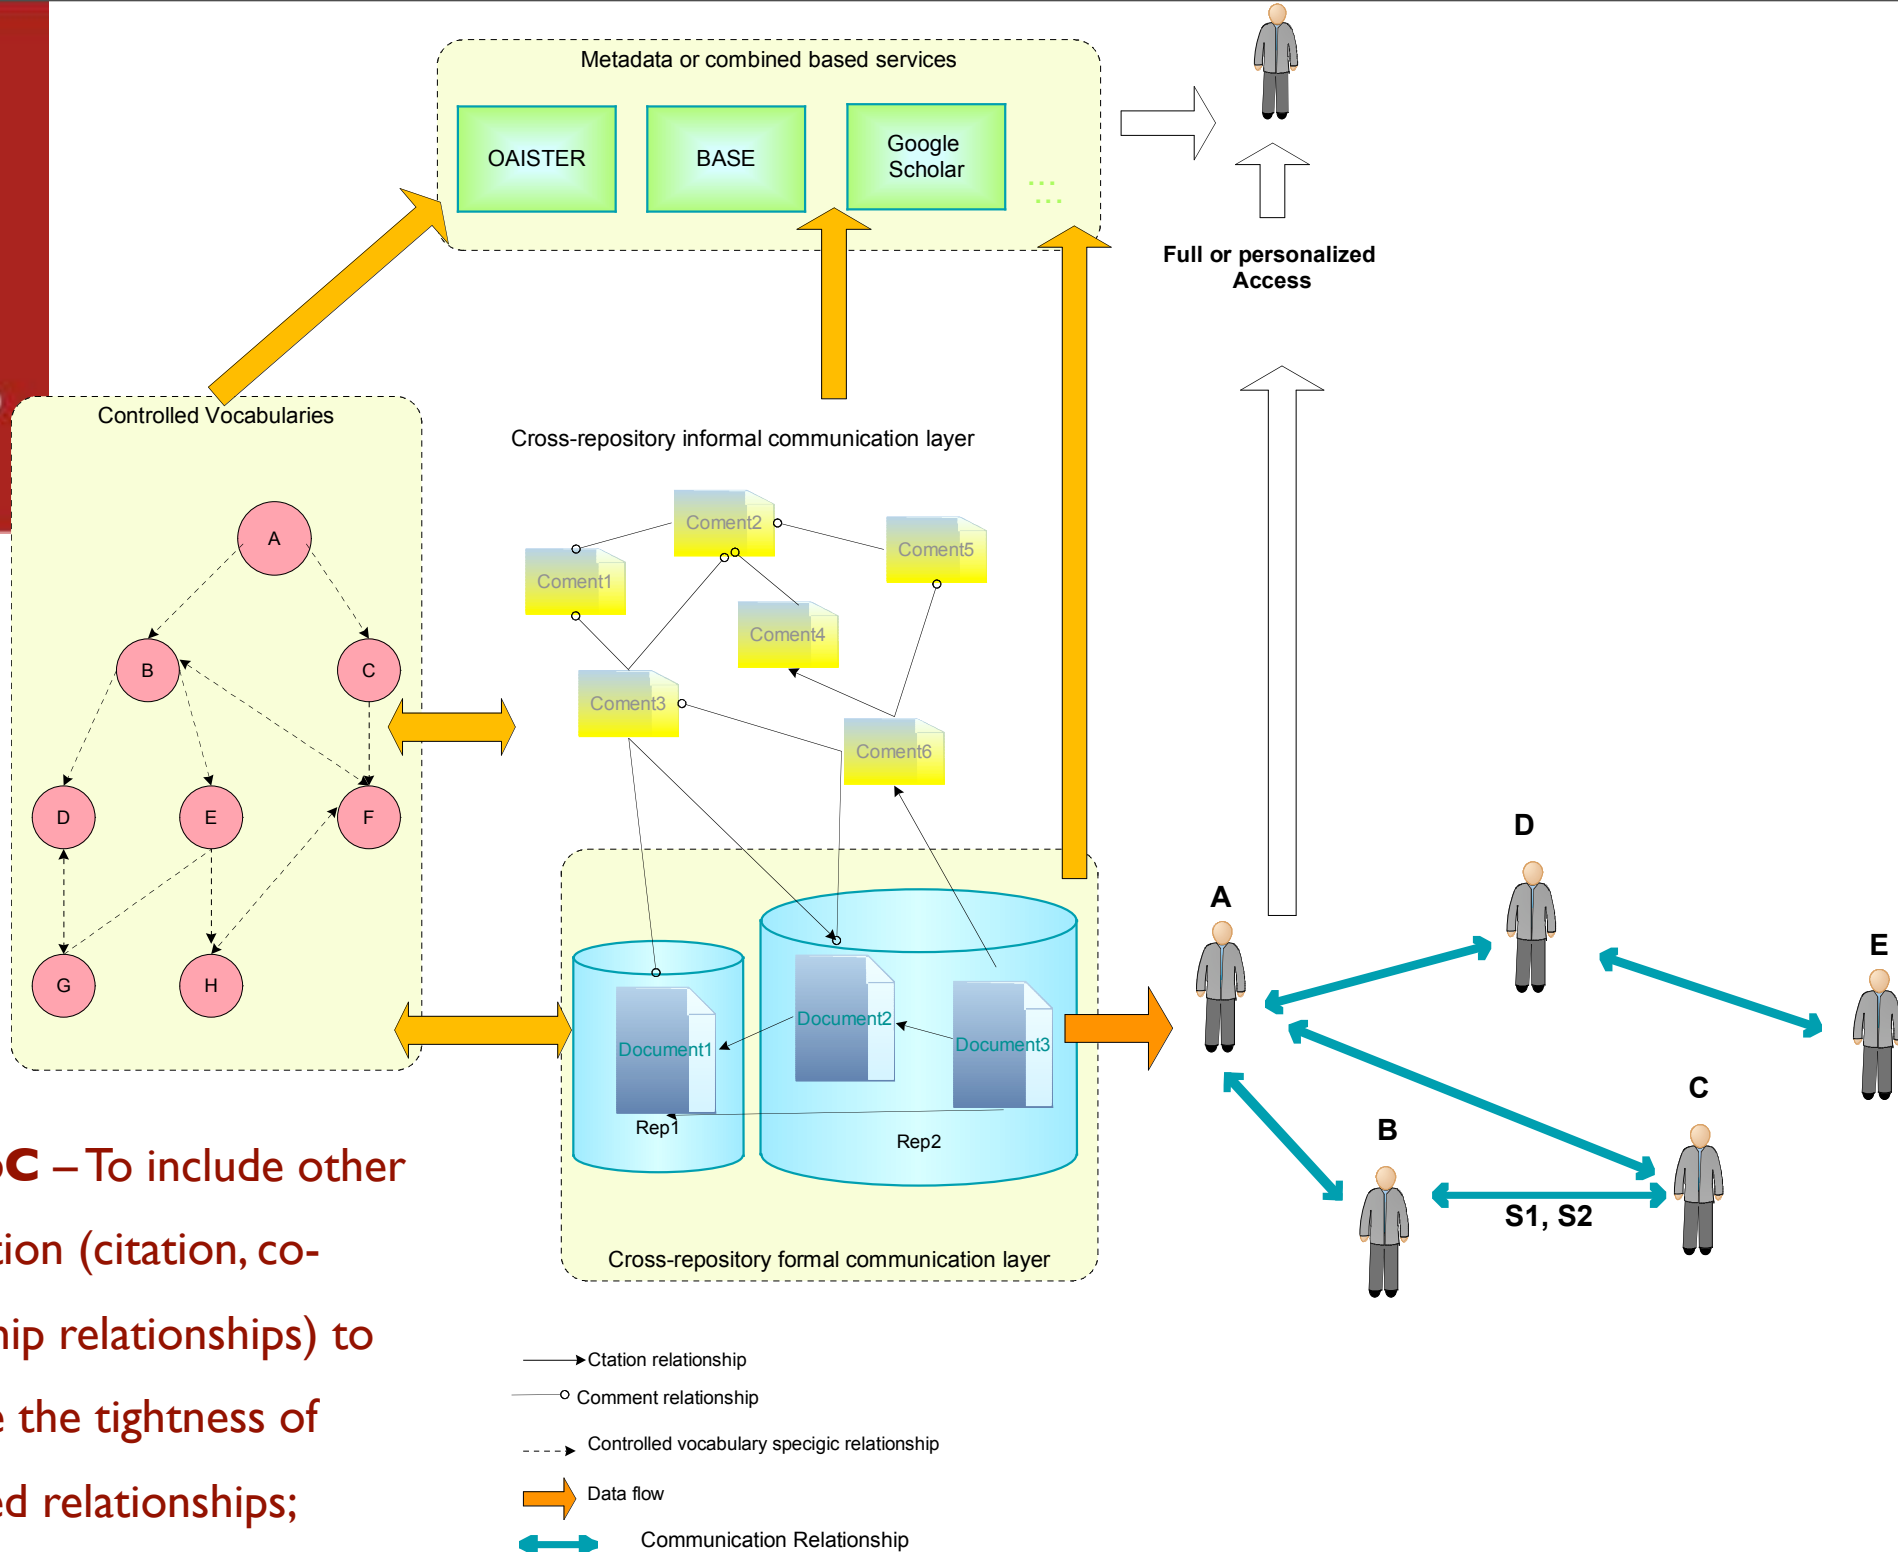 Metadata or combined based services
OAISTER
BASE
Google
Scholar
...
...
Full or personalized
Access
Controlled Vocabularies
A
B
C
D
E
F
G
H
Cross-repository informal communication layer
Coment2
Coment5
Coment1
Coment4
Coment3
Coment6
Document1
Document2
Document3
Rep1
Rep2
Cross-repository formal communication layer
A
D
E
B
C
S1, S2
C – To include other
tion (citation, co-
ip relationships) to
e the tightness of
ed relationships;
Ctation relationship
Comment relationship
Controlled vocabulary specigic relationship
Data flow
Communication Relationship